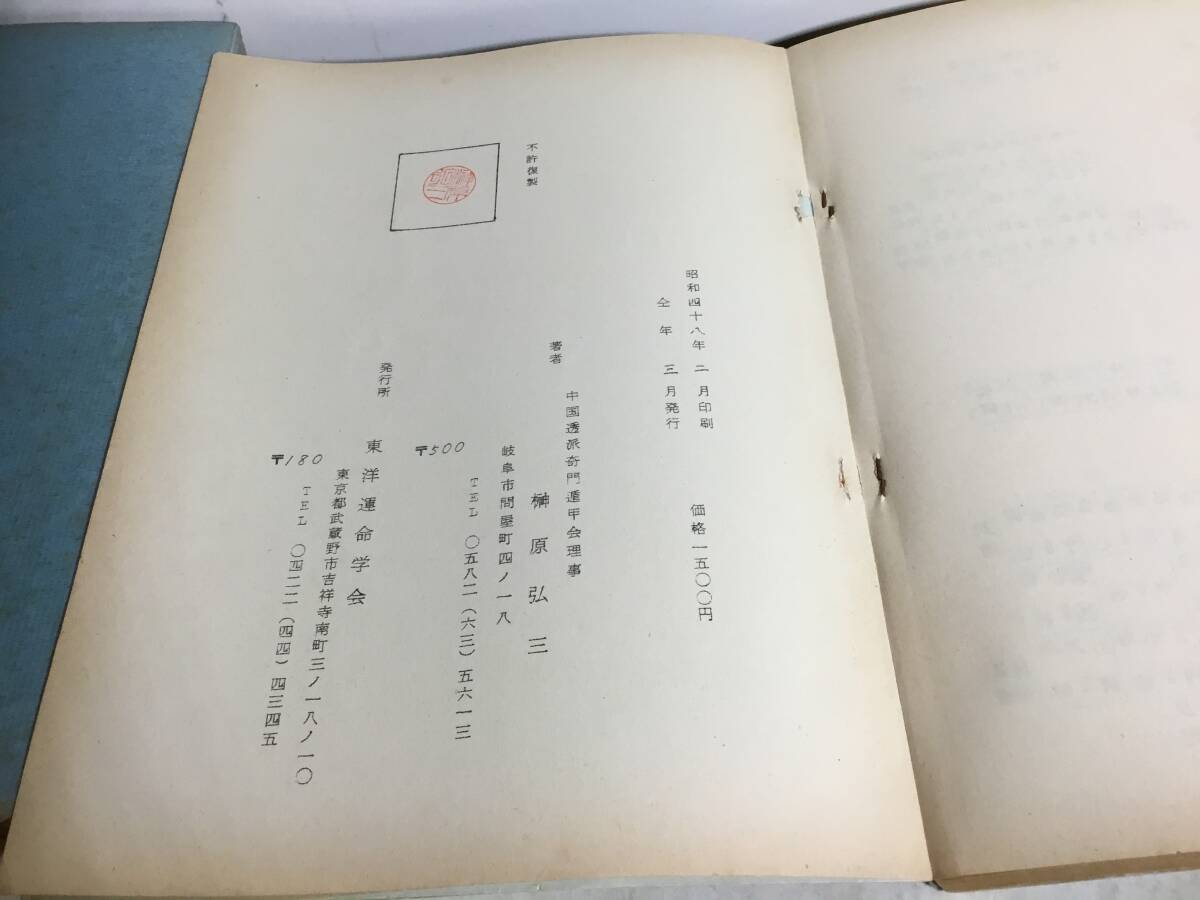 昭和四十八年 二月印刷
仝年 三月発行
価格一五〇〇円
著者 中国透派奇門遁甲会理事
榊原弘三
岐阜市問屋町四ノ一八
TEL 〇五八二(六三)五六一三
〒500
発行所 東洋運命学会
東京都武蔵野市吉祥寺南町三ノ一八ノ一〇
TEL 〇四二二(四四)四三四五
〒180
不許復製